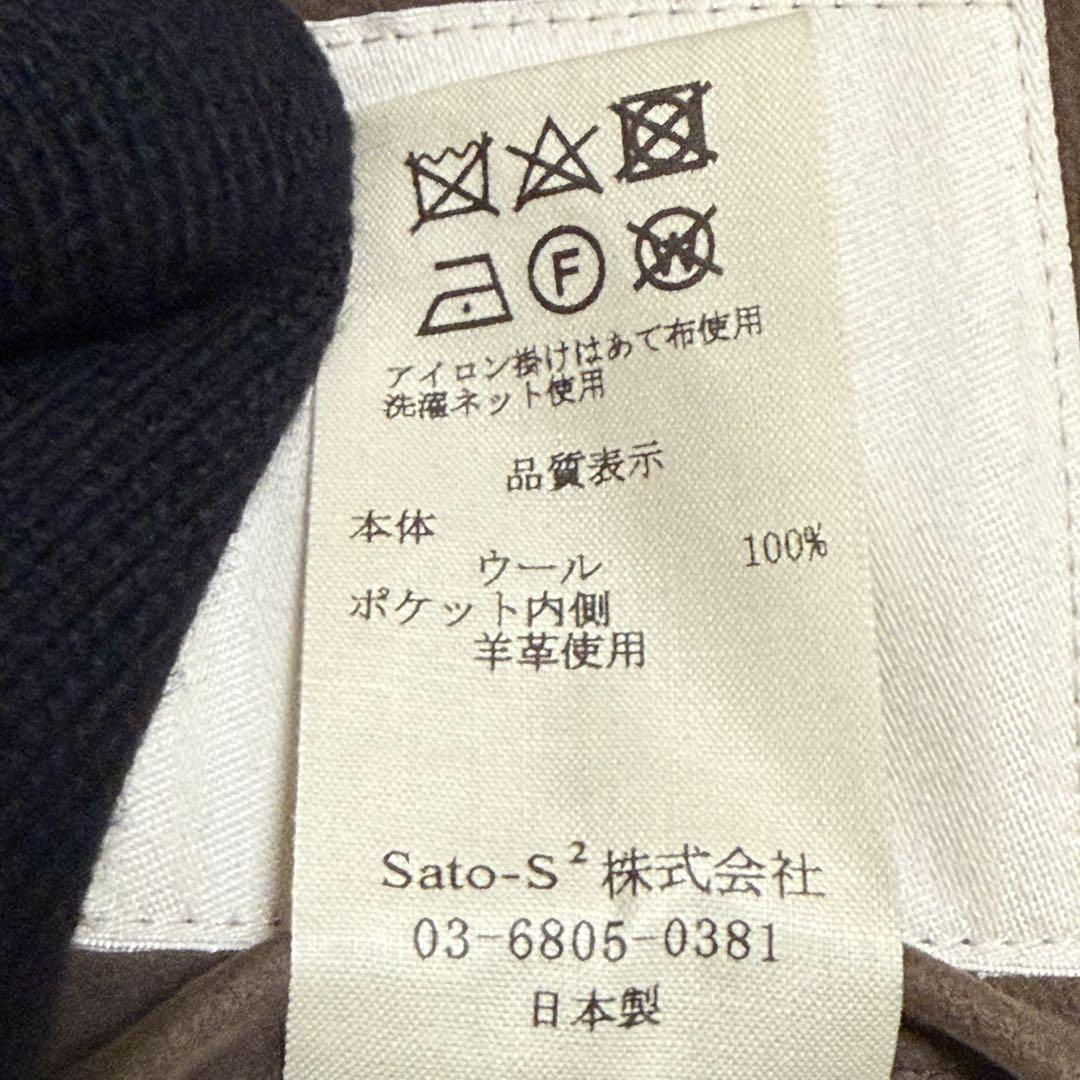 F W
アイロン掛けはあて布使用
洗濯ネット使用
品質表示
本体
ウール 100%
ポケット内側
羊革使用
Sato-S²株式会社
03-6805-0381
日本製